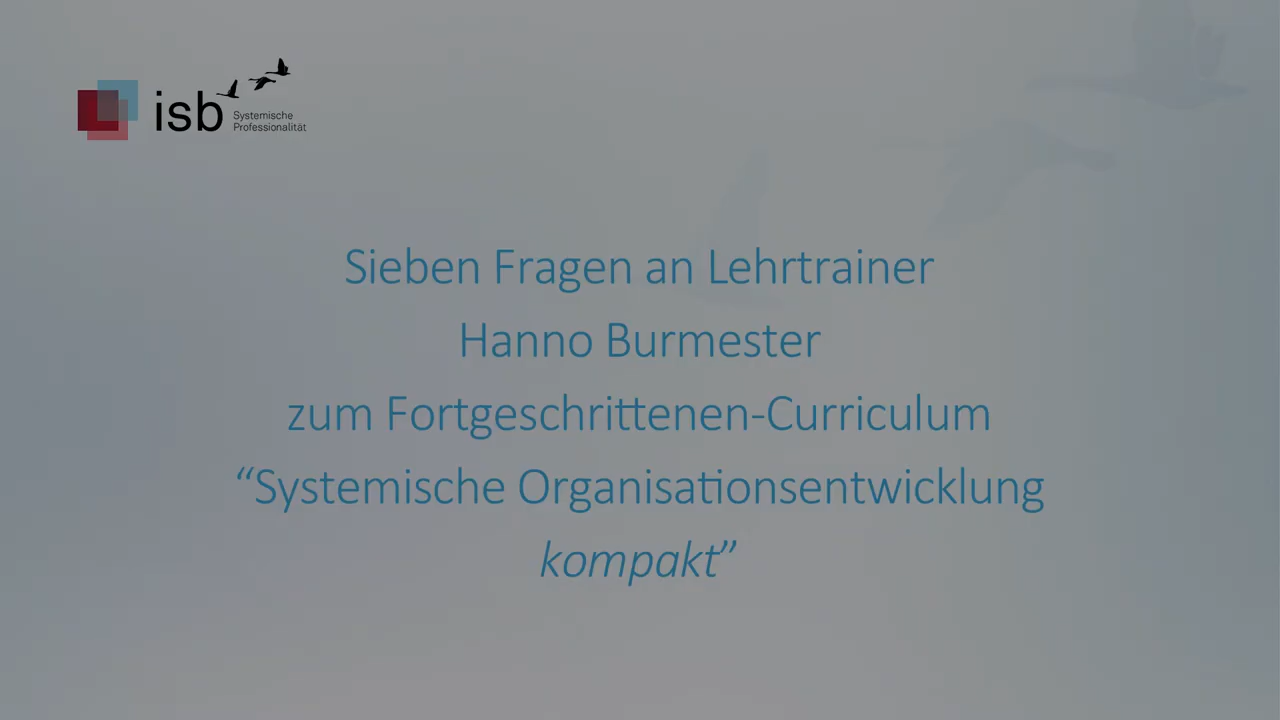 isb
Systemische
Professionalität
Sieben Fragen an Lehrtrainer
Hanno Burmester
zum Fortgeschrittenen-Curriculum
“Systemische Organisationsentwicklung
kompakt”